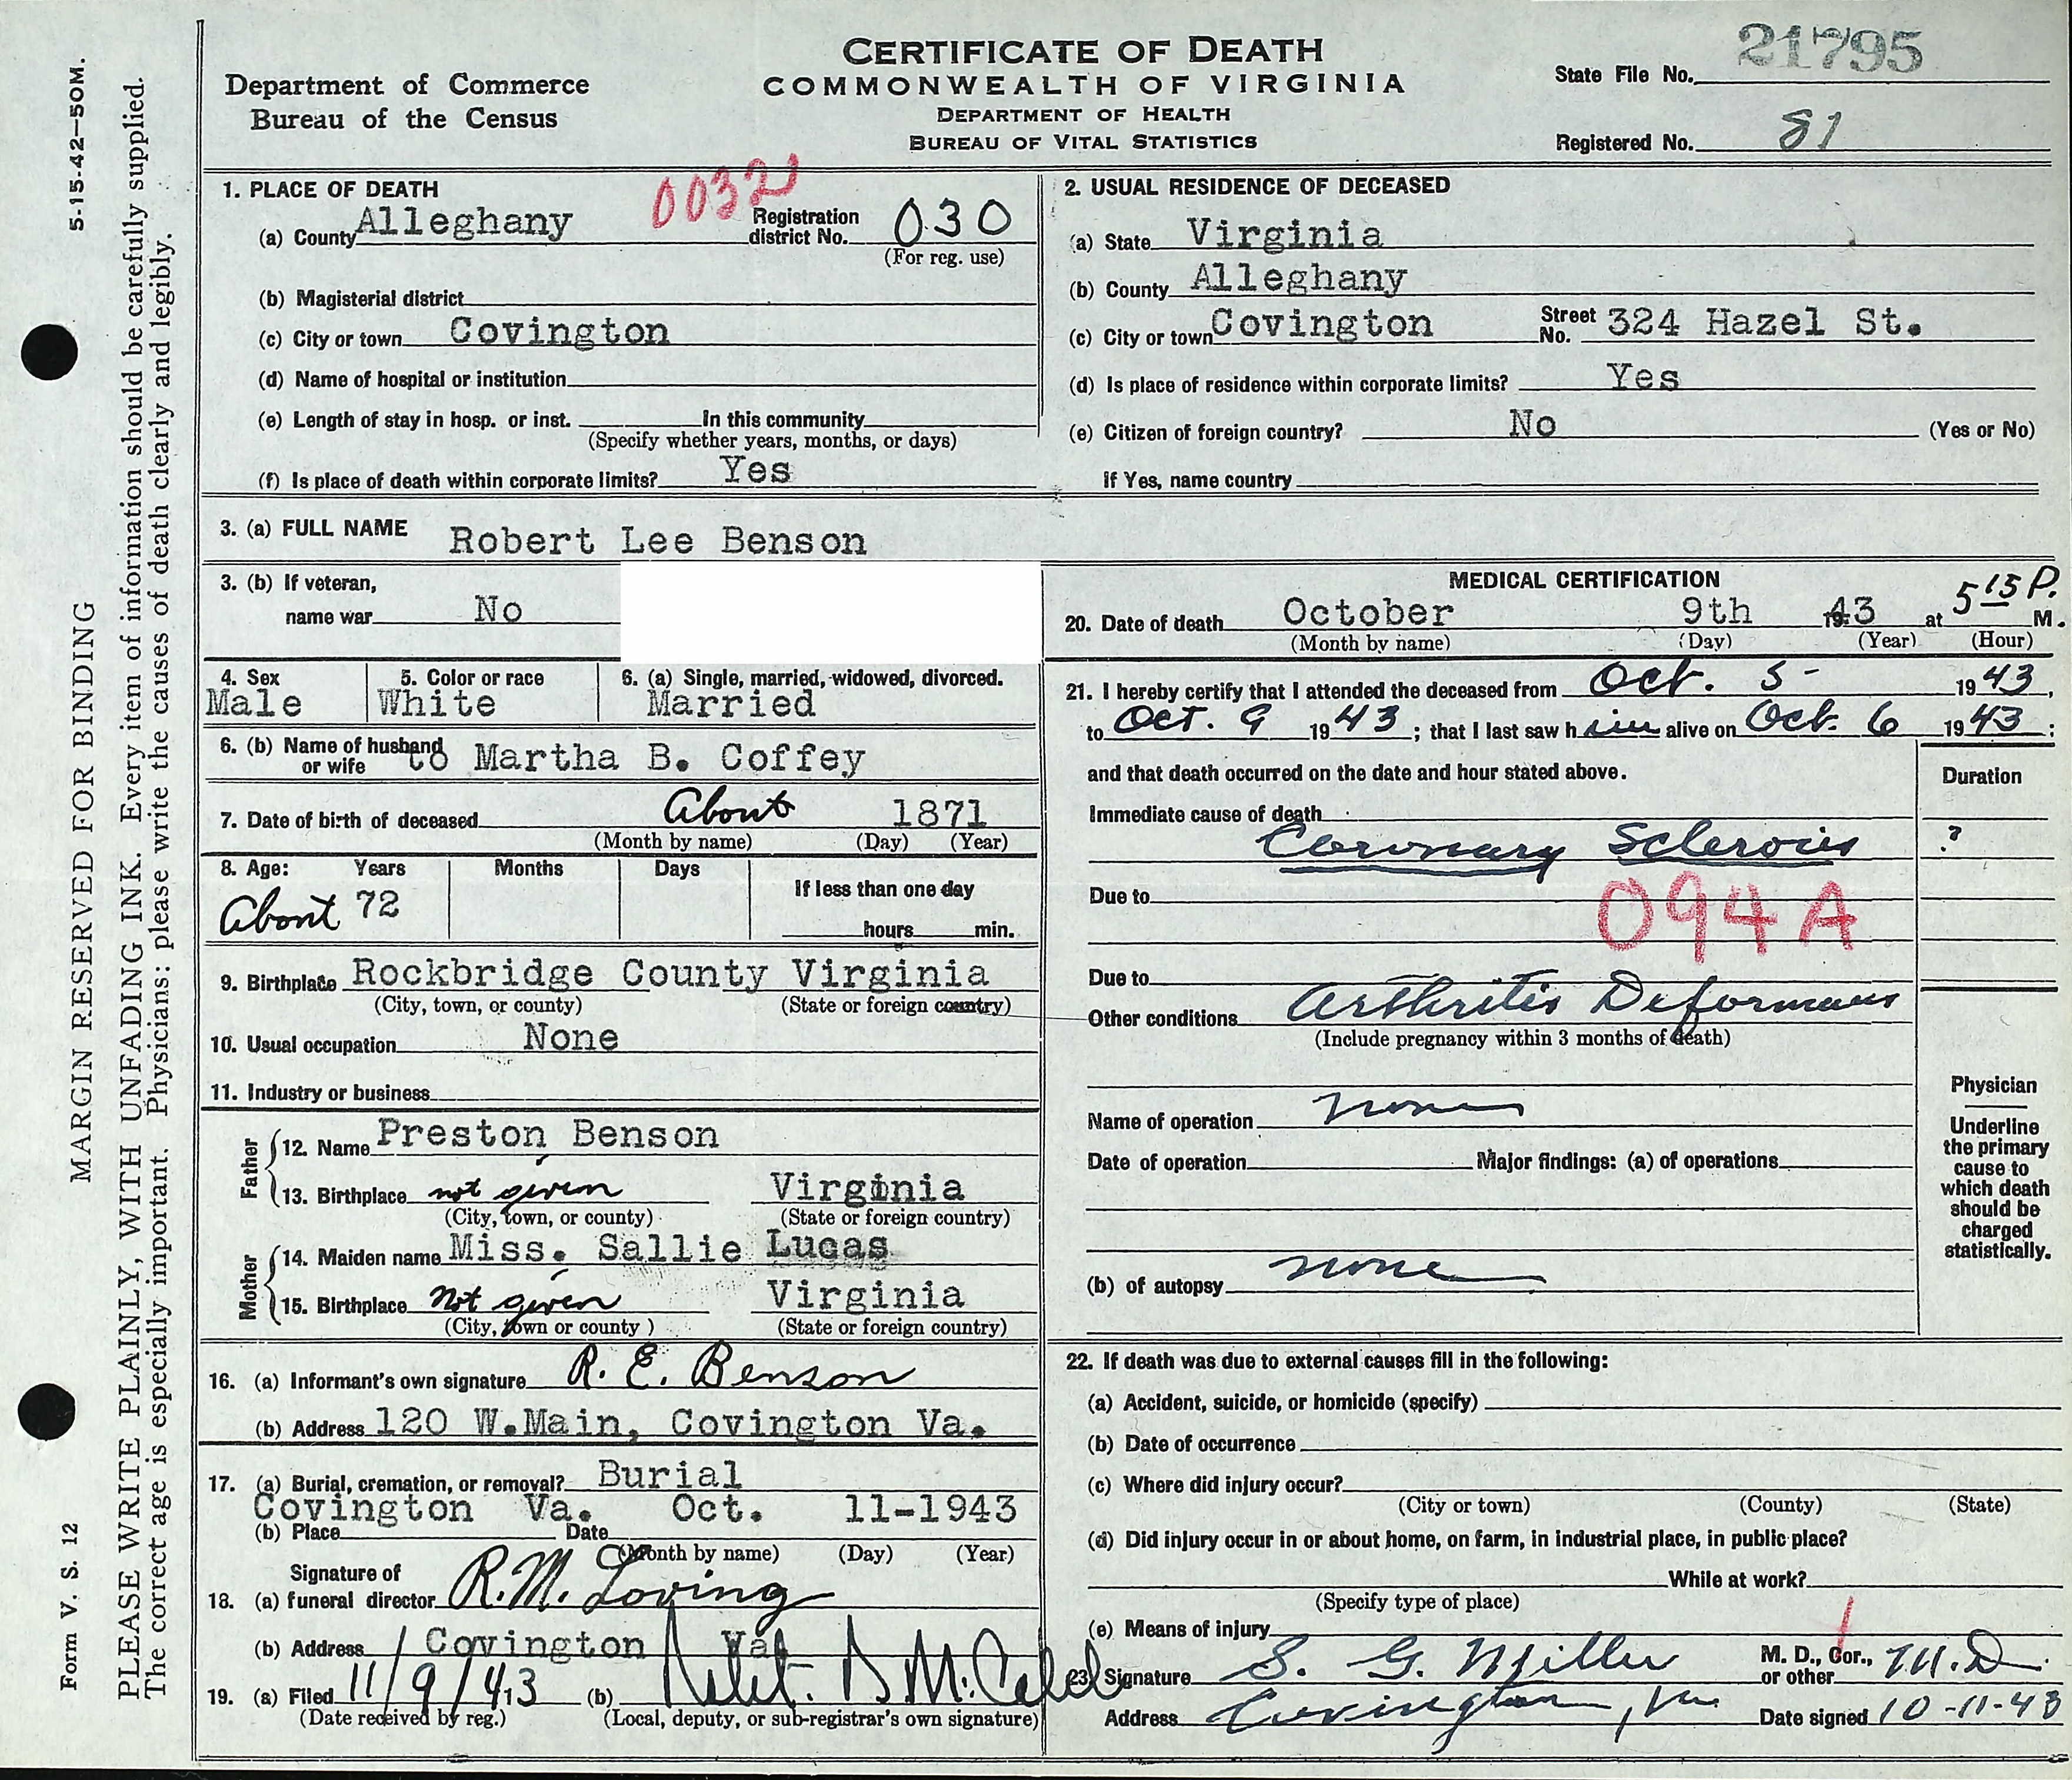 5-15-42—50M.
MARGIN RESERVED FOR BINDING
PLEASE WRITE PLAINLY, WITH UNFADING INK. Every item of information should be carefully supplied.
The correct age is especially important. Physicians: please write the causes of death clearly and legibly.
Form V. S. 12
Department of Commerce
Bureau of the Census
CERTIFICATE OF DEATH
COMMONWEALTH OF VIRGINIA
DEPARTMENT OF HEALTH
BUREAU OF VITAL STATISTICS
State File No. 21795
Registered No. 81
1. PLACE OF DEATH 0032
(a) County Alleghany Registration district No. 030
(For reg. use)
(b) Magisterial district
(c) City or town Covington
(d) Name of hospital or institution
(e) Length of stay in hosp. or inst. In this community
(Specify whether years, months, or days)
(f) Is place of death within corporate limits? Yes
2. USUAL RESIDENCE OF DECEASED
(a) State Virginia
(b) County Alleghany
(c) City or town Covington Street No. 324 Hazel St.
(d) Is place of residence within corporate limits? Yes
(e) Citizen of foreign country? No (Yes or No)
If Yes, name country
3. (a) FULL NAME Robert Lee Benson
3. (b) If veteran,
name war No
4. Sex Male
5. Color or race White
6. (a) Single, married, widowed, divorced. Married
6. (b) Name of husband or wife to Martha B. Coffey
7. Date of birth of deceased About 1871
(Month by name) (Day) (Year)
8. Age: Years Months Days
About 72
If less than one day
hours min.
9. Birthplace Rockbridge County Virginia
(City, town, or county) (State or foreign country)
10. Usual occupation None
11. Industry or business
Father
12. Name Preston Benson
13. Birthplace not given Virginia
(City, town, or county) (State or foreign country)
Mother
14. Maiden name Miss. Sallie Lucas
15. Birthplace Not given Virginia
(City, town or county) (State or foreign country)
16. (a) Informant's own signature R. E. Benson
(b) Address 120 W.Main, Covington Va.
17. (a) Burial, cremation, or removal? Burial
Covington Va. Oct. 11-1943
(b) Place Date
(Month by name) (Day) (Year)
Signature of
18. (a) funeral director R.M. Loving
(b) Address Covington Va
19. (a) Filed 11/9/43 (b)
(Date received by reg.) (Local, deputy, or sub-registrar's own signature)
MEDICAL CERTIFICATION
20. Date of death October 9th 1943 at 5 15 P. M.
(Month by name) (Day) (Year) (Hour)
21. I hereby certify that I attended the deceased from Oct. 5- 1943,
to Oct. 9 1943; that I last saw him alive on Oct. 6 1943;
and that death occurred on the date and hour stated above. Duration
Immediate cause of death
Coronary Sclerosis ?
Due to 094A
Due to
Other conditions Arthritis Deformans
(Include pregnancy within 3 months of death)
Name of operation none
Date of operation Major findings: (a) of operations
(b) of autopsy none
Physician
Underline
the primary
cause to
which death
should be
charged
statistically.
22. If death was due to external causes fill in the following:
(a) Accident, suicide, or homicide (specify)
(b) Date of occurrence
(c) Where did injury occur?
(City or town) (County) (State)
(d) Did injury occur in or about home, on farm, in industrial place, in public place?
While at work?
(Specify type of place)
(e) Means of injury
23. Signature S. G. Miller M. D., Cor., or other M.D.
Address Covington, Va. Date signed 10-11-43